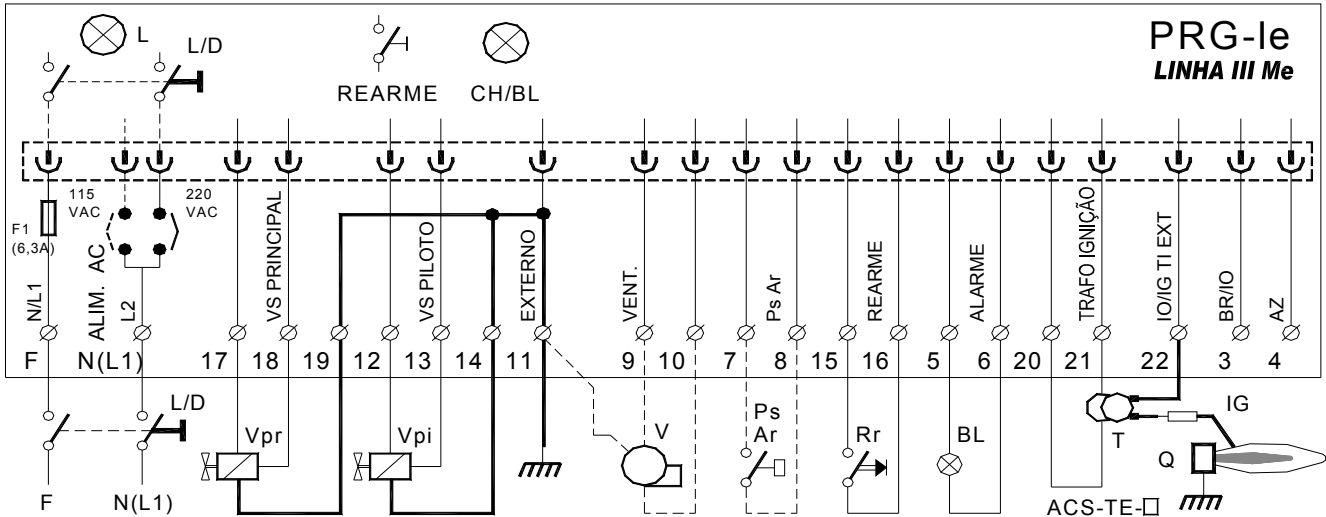 L
L/D
REARME
CH/BL
PRG-Ie
LINHA III Me
115
VAC
220
VAC
F1
(6,3A)
N/L1
ALIM. AC
L2
VS PRINCIPAL
VS PILOTO
EXTERNO
VENT.
Ps Ar
REARME
ALARME
TRAFO IGNIÇÃO
IO/IG TI EXT
BR/IO
AZ
F N(L1) 17 18 19 12 13 14 11 9 10 7 8 15 16 5 6 20 21 22 3 4
L/D
Vpr
Vpi
V
Ps
Ar
Rr
BL
T
IG
Q
F
N(L1)
ACS-TE-□